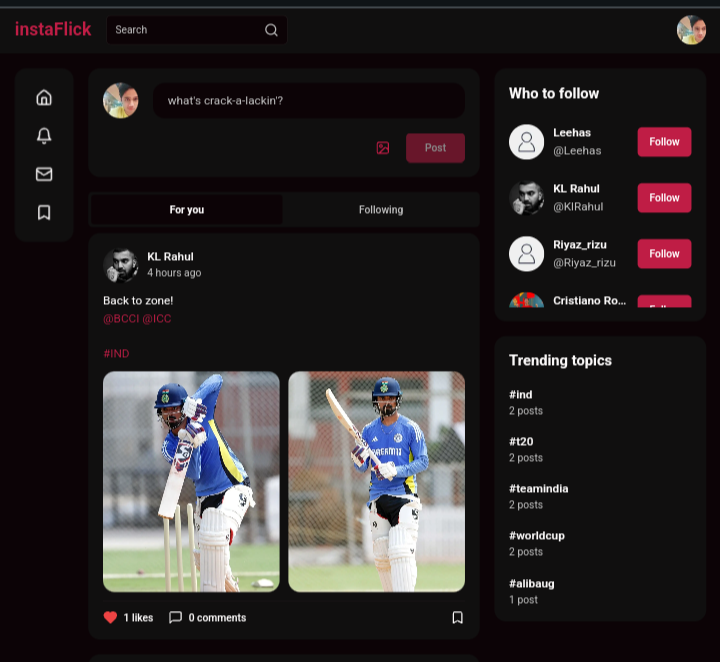 instaFlick
Search
what's crack-a-lackin'?
Post
For you
Following
KL Rahul
4 hours ago
Back to zone!
@BCCI @ICC
#IND
1 likes
0 comments
Who to follow
Leehas
@Leehas
Follow
KL Rahul
@KlRahul
Follow
Riyaz_rizu
@Riyaz_rizu
Follow
Cristiano Ro...
Follow
Trending topics
#ind
2 posts
#t20
2 posts
#teamindia
2 posts
#worldcup
2 posts
#alibaug
1 post